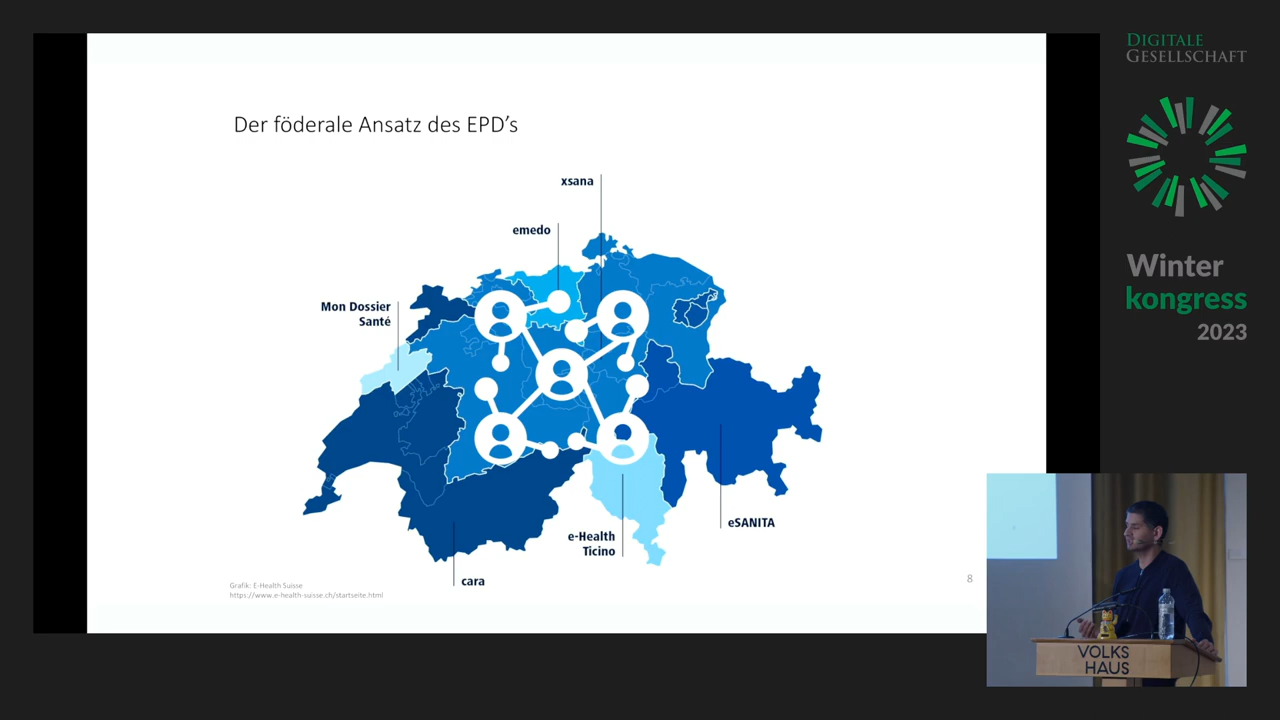 Der föderale Ansatz des EPD's
xsana
emedo
Mon Dossier
Santé
e-Health
Ticino
eSANITA
cara
Grafik: E-Health Suisse
https://www.e-health-suisse.ch/startseite.html
8
DIGITALE
GESELLSCHAFT
Winter
kongress
2023
VOLKS
HAUS